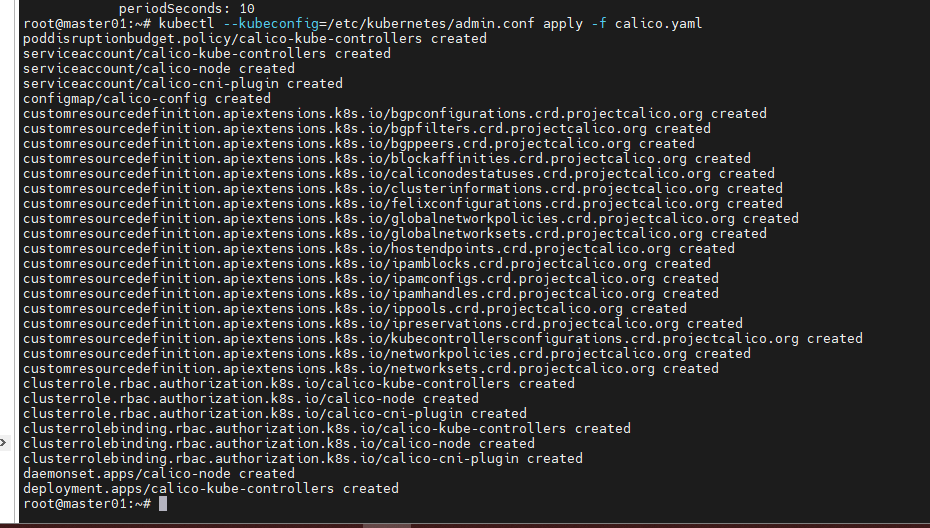 periodSeconds: 10
root@master01:~# kubectl --kubeconfig=/etc/kubernetes/admin.conf apply -f calico.yaml
poddisruptionbudget.policy/calico-kube-controllers created
serviceaccount/calico-kube-controllers created
serviceaccount/calico-node created
serviceaccount/calico-cni-plugin created
configmap/calico-config created
customresourcedefinition.apiextensions.k8s.io/bgpconfigurations.crd.projectcalico.org created
customresourcedefinition.apiextensions.k8s.io/bgpfilters.crd.projectcalico.org created
customresourcedefinition.apiextensions.k8s.io/bgppeers.crd.projectcalico.org created
customresourcedefinition.apiextensions.k8s.io/blockaffinities.crd.projectcalico.org created
customresourcedefinition.apiextensions.k8s.io/caliconodestatuses.crd.projectcalico.org created
customresourcedefinition.apiextensions.k8s.io/clusterinformations.crd.projectcalico.org created
customresourcedefinition.apiextensions.k8s.io/felixconfigurations.crd.projectcalico.org created
customresourcedefinition.apiextensions.k8s.io/globalnetworkpolicies.crd.projectcalico.org created
customresourcedefinition.apiextensions.k8s.io/globalnetworksets.crd.projectcalico.org created
customresourcedefinition.apiextensions.k8s.io/hostendpoints.crd.projectcalico.org created
customresourcedefinition.apiextensions.k8s.io/ipamblocks.crd.projectcalico.org created
customresourcedefinition.apiextensions.k8s.io/ipamconfigs.crd.projectcalico.org created
customresourcedefinition.apiextensions.k8s.io/ipamhandles.crd.projectcalico.org created
customresourcedefinition.apiextensions.k8s.io/ippools.crd.projectcalico.org created
customresourcedefinition.apiextensions.k8s.io/ipreservations.crd.projectcalico.org created
customresourcedefinition.apiextensions.k8s.io/kubecontrollersconfigurations.crd.projectcalico.org created
customresourcedefinition.apiextensions.k8s.io/networkpolicies.crd.projectcalico.org created
customresourcedefinition.apiextensions.k8s.io/networksets.crd.projectcalico.org created
clusterrole.rbac.authorization.k8s.io/calico-kube-controllers created
clusterrole.rbac.authorization.k8s.io/calico-node created
clusterrole.rbac.authorization.k8s.io/calico-cni-plugin created
clusterrolebinding.rbac.authorization.k8s.io/calico-kube-controllers created
clusterrolebinding.rbac.authorization.k8s.io/calico-node created
clusterrolebinding.rbac.authorization.k8s.io/calico-cni-plugin created
daemonset.apps/calico-node created
deployment.apps/calico-kube-controllers created
root@master01:~#